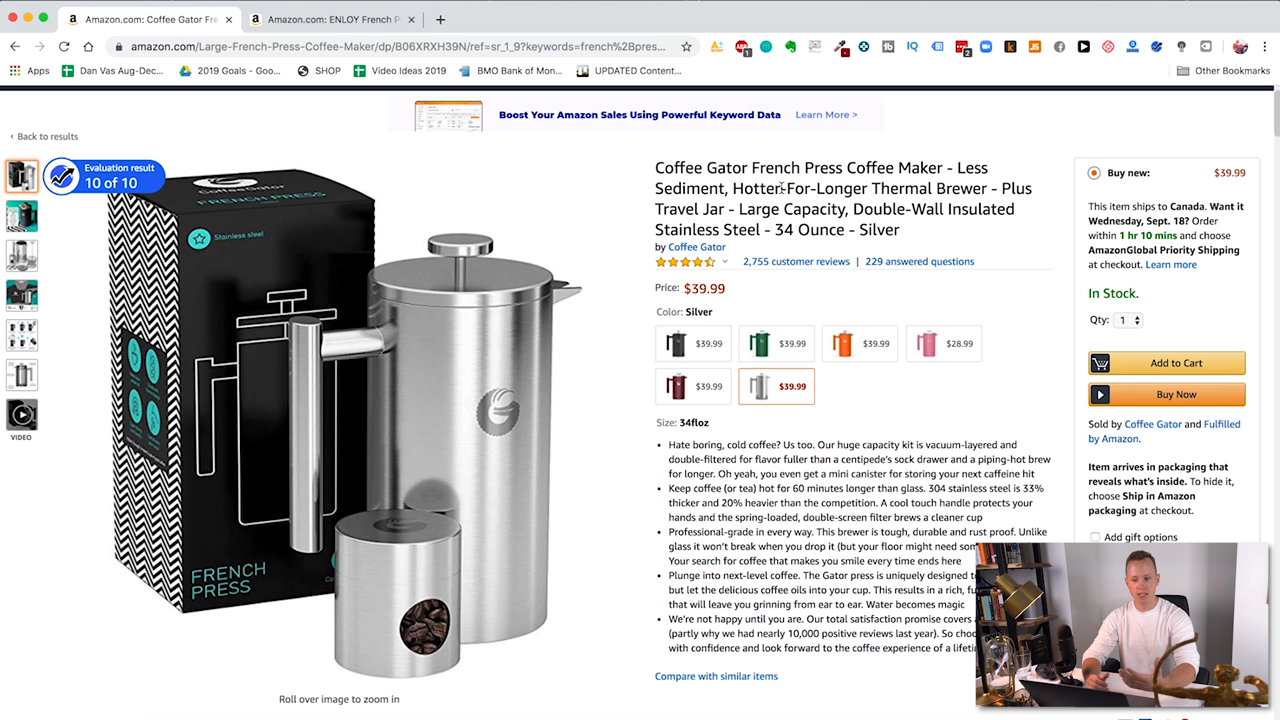 Amazon.com: Coffee Gator Fre
Amazon.com: ENLOY French P
amazon.com/Large-French-Press-Coffee-Maker/dp/B06XRXH39N/ref=sr_1_9?keywords=french%2Bpres...
Apps
Dan Vas Aug-Dec...
2019 Goals - Goo...
SHOP
Video Ideas 2019
BMO Bank of Mon...
UPDATED Content...
Other Bookmarks
Boost Your Amazon Sales Using Powerful Keyword Data
Learn More >
‹ Back to results
Evaluation result
10 of 10
VIDEO
FRENCH PRESS
Stainless steel
FRENCH
PRESS
Roll over image to zoom in
Coffee Gator French Press Coffee Maker - Less
Sediment, Hotter-For-Longer Thermal Brewer - Plus
Travel Jar - Large Capacity, Double-Wall Insulated
Stainless Steel - 34 Ounce - Silver
by Coffee Gator
2,755 customer reviews | 229 answered questions
Price: $39.99
Color: Silver
$39.99
$39.99
$39.99
$28.99
$39.99
$39.99
Size: 34floz
Hate boring, cold coffee? Us too. Our huge capacity kit is vacuum-layered and
double-filtered for flavor fuller than a centipede's sock drawer and a piping-hot brew
for longer. Oh yeah, you even get a mini canister for storing your next caffeine hit
Keep coffee (or tea) hot for 60 minutes longer than glass. 304 stainless steel is 33%
thicker and 20% heavier than the competition. A cool touch handle protects your
hands and the spring-loaded, double-screen filter brews a cleaner cup
Professional-grade in every way. This brewer is tough, durable and rust proof. Unlike
glass it won't break when you drop it (but your floor might need som
Your search for coffee that makes you smile every time ends here
Plunge into next-level coffee. The Gator press is uniquely designed t
but let the delicious coffee oils into your cup. This results in a rich, fu
that will leave you grinning from ear to ear. Water becomes magic
We're not happy until you are. Our total satisfaction promise covers
(partly why we had nearly 10,000 positive reviews last year). So choo
with confidence and look forward to the coffee experience of a lifeti
Compare with similar items
Buy new: $39.99
This item ships to Canada. Want it
Wednesday, Sept. 18? Order
within 1 hr 10 mins and choose
AmazonGlobal Priority Shipping
at checkout. Learn more
In Stock.
Qty: 1
Add to Cart
Buy Now
Sold by Coffee Gator and Fulfilled
by Amazon.
Item arrives in packaging that
reveals what's inside. To hide it,
choose Ship in Amazon
packaging at checkout.
Add gift options